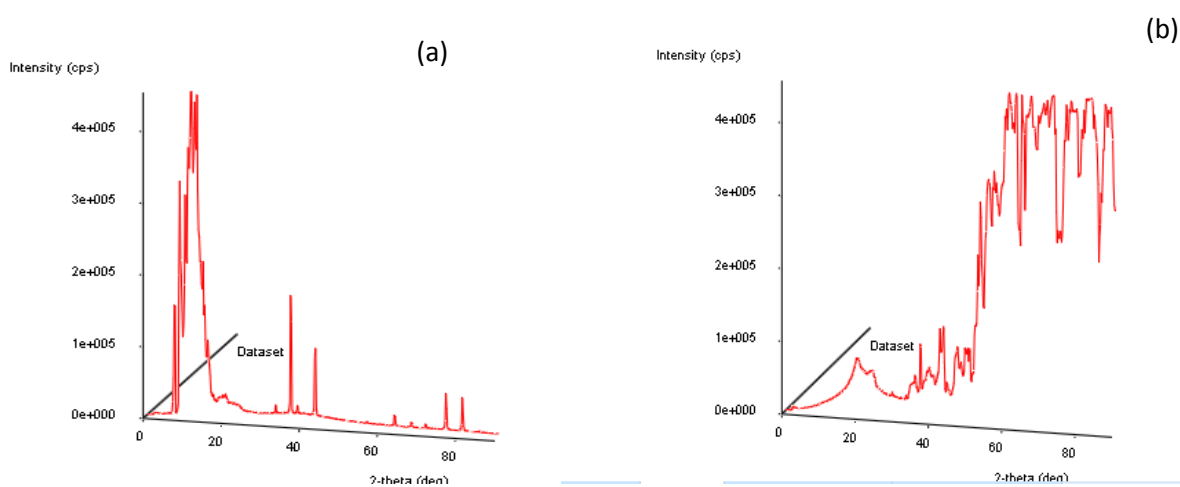 (a)
Intensity (cps)
4e+005
3e+005
2e+005
1e+005
0e+000
Dataset
0
20
40
60
80
2-theta (deg)
(b)
Intensity (cps)
4e+005
3e+005
2e+005
1e+005
0e+000
Dataset
0
20
40
60
80
2-theta (deg)